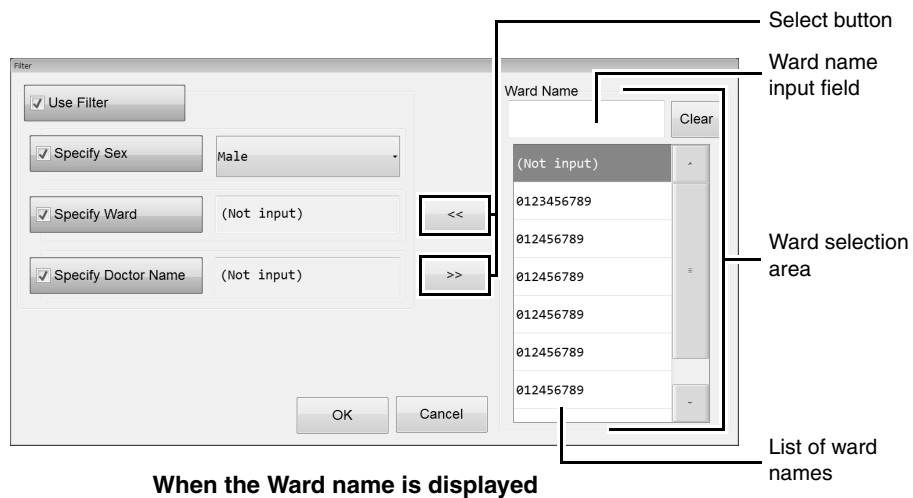 Select button
Ward name
input field
Filter
Use Filter
Ward Name
Clear
Specify Sex
Male
(Not input)
Specify Ward
(Not input)
<<
0123456789
012456789
Specify Doctor Name
(Not input)
>>
012456789
012456789
012456789
012456789
Ward selection
area
OK
Cancel
List of ward
names
When the Ward name is displayed